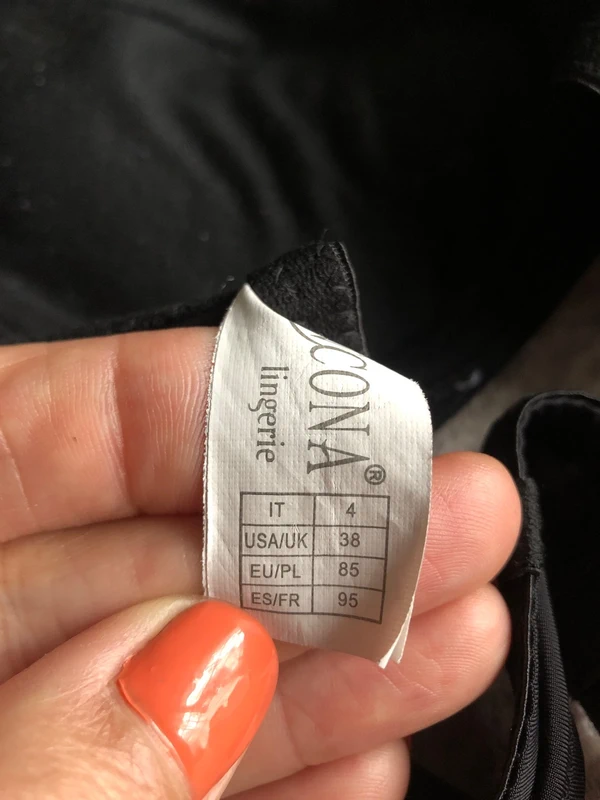 CONA®
lingerie
IT 4
USA/UK 38
EU/PL 85
ES/FR 95